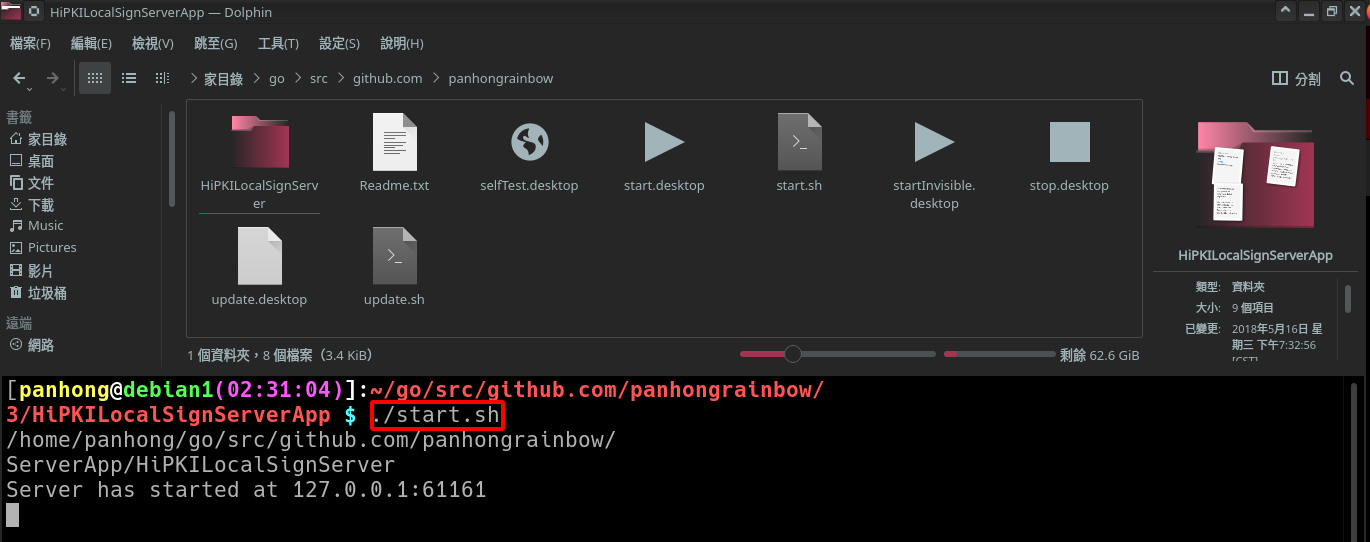 HiPKILocalSignServerApp — Dolphin
檔案(F) 編輯(E) 檢視(V) 跳至(G) 工具(T) 設定(S) 說明(H)
家目錄 go src github.com panhongrainbow 分割
書籤
家目錄
桌面
文件
下載
Music
Pictures
影片
垃圾桶
遠端
網路
HiPKILocalSignServ
er
Readme.txt
selfTest.desktop
start.desktop
start.sh
startInvisible.
desktop
stop.desktop
update.desktop
update.sh
1 個資料夾，8 個檔案（3.4 KiB）
剩餘 62.6 GiB
HiPKILocalSignServerApp
類型: 資料夾
大小: 9 個項目
已變更: 2018年5月16日 星
期三 下午7:32:56
[CST]
[panhong@debian1(02:31:04)]:~/go/src/github.com/panhongrainbow/
3/HiPKILocalSignServerApp $ ./start.sh
/home/panhong/go/src/github.com/panhongrainbow/
ServerApp/HiPKILocalSignServer
Server has started at 127.0.0.1:61161